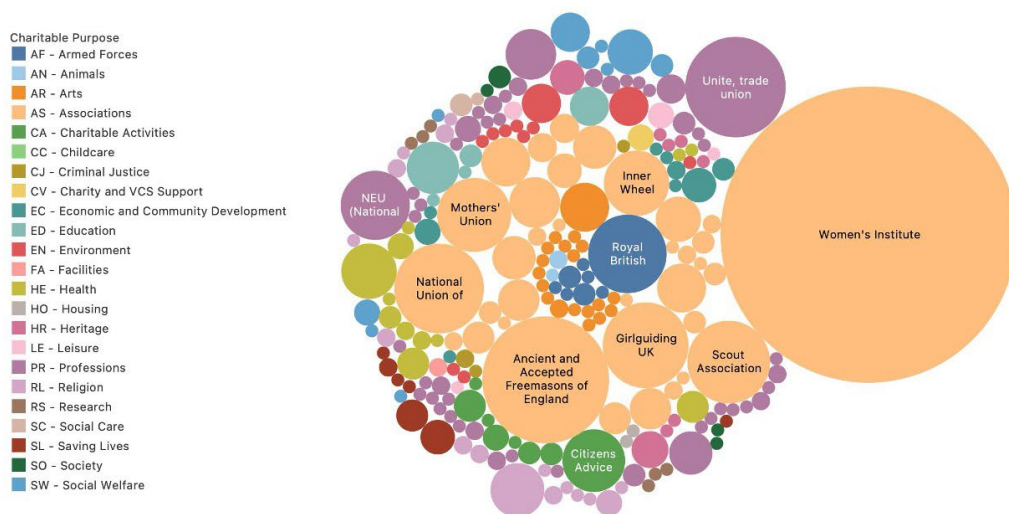 Charitable Purpose
AF - Armed Forces
AN - Animals
AR - Arts
AS - Associations
CA - Charitable Activities
CC - Childcare
CJ - Criminal Justice
CV - Charity and VCS Support
EC - Economic and Community Development
ED - Education
EN - Environment
FA - Facilities
HE - Health
HO - Housing
HR - Heritage
LE - Leisure
PR - Professions
RL - Religion
RS - Research
SC - Social Care
SL - Saving Lives
SO - Society
SW - Social Welfare
Unite, trade
union
Inner
Wheel
NEU
(National
Mothers'
Union
Women's Institute
Royal
British
National
Union of
Girlguiding
UK
Scout
Association
Ancient and
Accepted
Freemasons of
England
Citizens
Advice